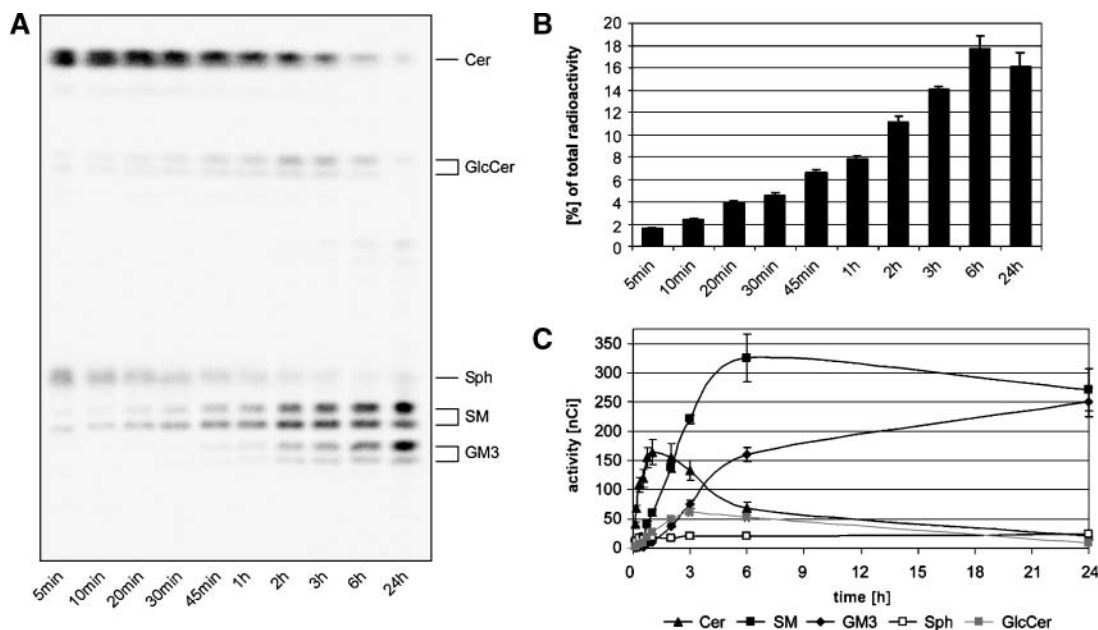 A
Cer
GlcCer
Sph
SM
GM3
5min 10min 20min 30min 45min 1h 2h 3h 6h 24h
B
[%] of total radioactivity
20
18
16
14
12
10
8
6
4
2
0
5min 10min 20min 30min 45min 1h 2h 3h 6h 24h
C
activity [nCi]
350
300
250
200
150
100
50
0
0 3 6 9 12 15 18 21 24
time [h]
Cer SM GM3 Sph GlcCer